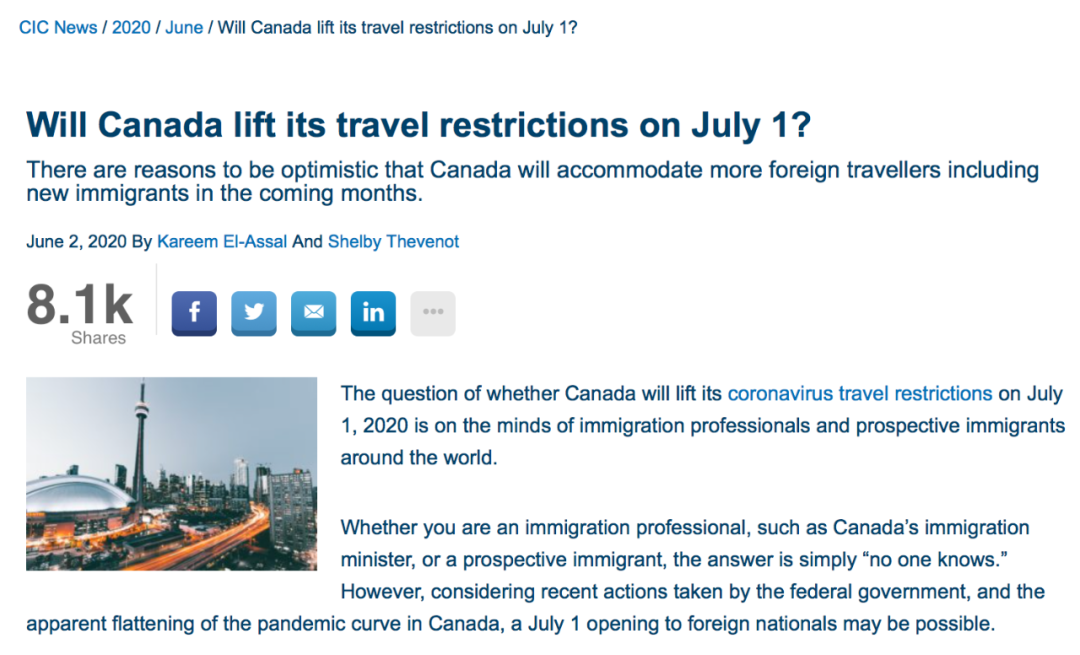 CIC News / 2020 / June / Will Canada lift its travel restrictions on July 1?
Will Canada lift its travel restrictions on July 1?
There are reasons to be optimistic that Canada will accommodate more foreign travellers including
new immigrants in the coming months.
June 2, 2020 By Kareem El-Assal And Shelby Thevenot
8.1k
Shares
f
in
The question of whether Canada will lift its coronavirus travel restrictions on July
1, 2020 is on the minds of immigration professionals and prospective immigrants
around the world.
Whether you are an immigration professional, such as Canada’s immigration
minister, or a prospective immigrant, the answer is simply “no one knows.”
However, considering recent actions taken by the federal government, and the
apparent flattening of the pandemic curve in Canada, a July 1 opening to foreign nationals may be possible.